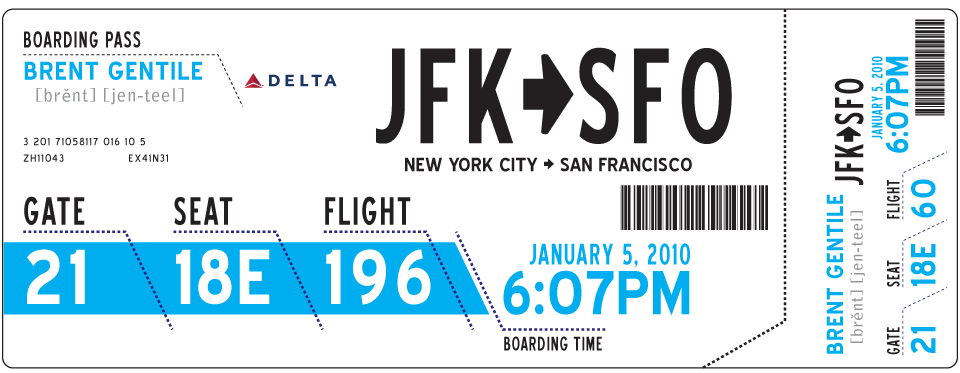 BOARDING PASS
BRENT GENTILE
[brĕnt] [jen-teel]
DELTA
JFK SFO
NEW YORK CITY SAN FRANCISCO
3 201 71058117 016 10 5
ZH11043 EX41N31
GATE SEAT FLIGHT
21 18E 196
JANUARY 5, 2010
6:07PM
BOARDING TIME
BRENT GENTILE
[brĕnt] [jen-teel]
JFK SFO
JANUARY 5, 2010
6:07PM
GATE SEAT FLIGHT
21 18E 60